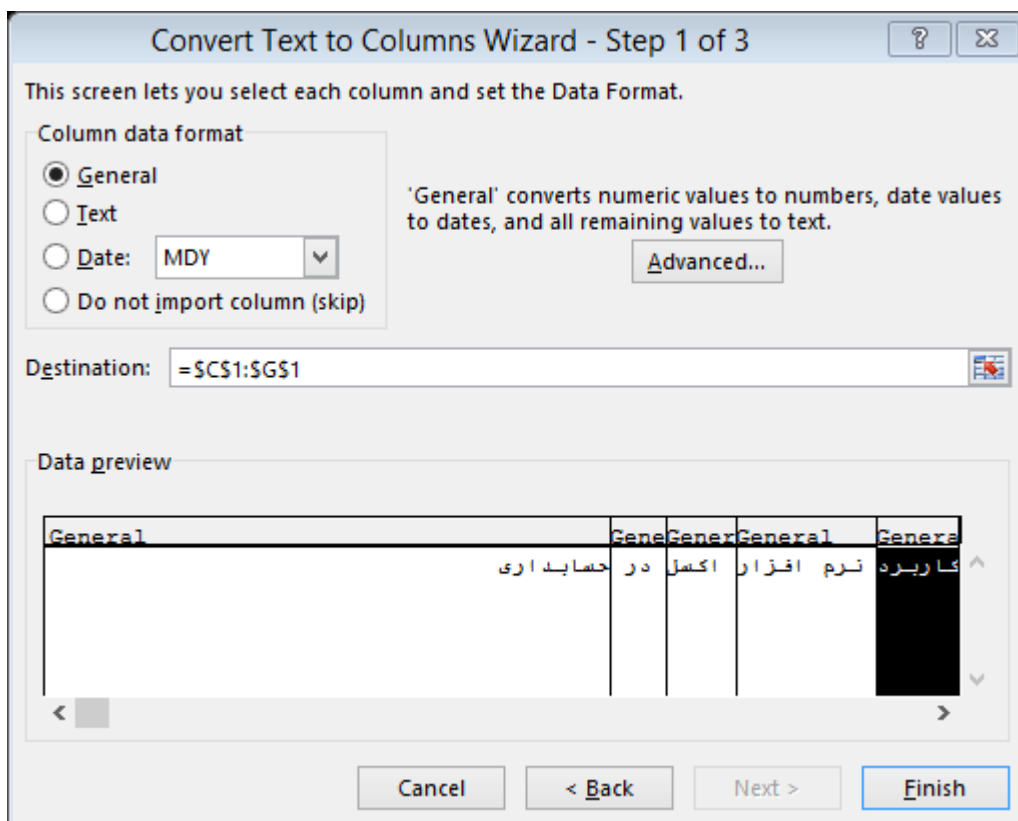 Convert Text to Columns Wizard - Step 1 of 3
This screen lets you select each column and set the Data Format.
Column data format
General
Text
Date: MDY
Do not import column (skip)
'General' converts numeric values to numbers, date values
to dates, and all remaining values to text.
Advanced...
Destination: =$C$1:$G$1
Data preview
General Gene Gener General Genera
کاربرد نرم افزار اکسل در حسابداری
Cancel < Back Next > Finish